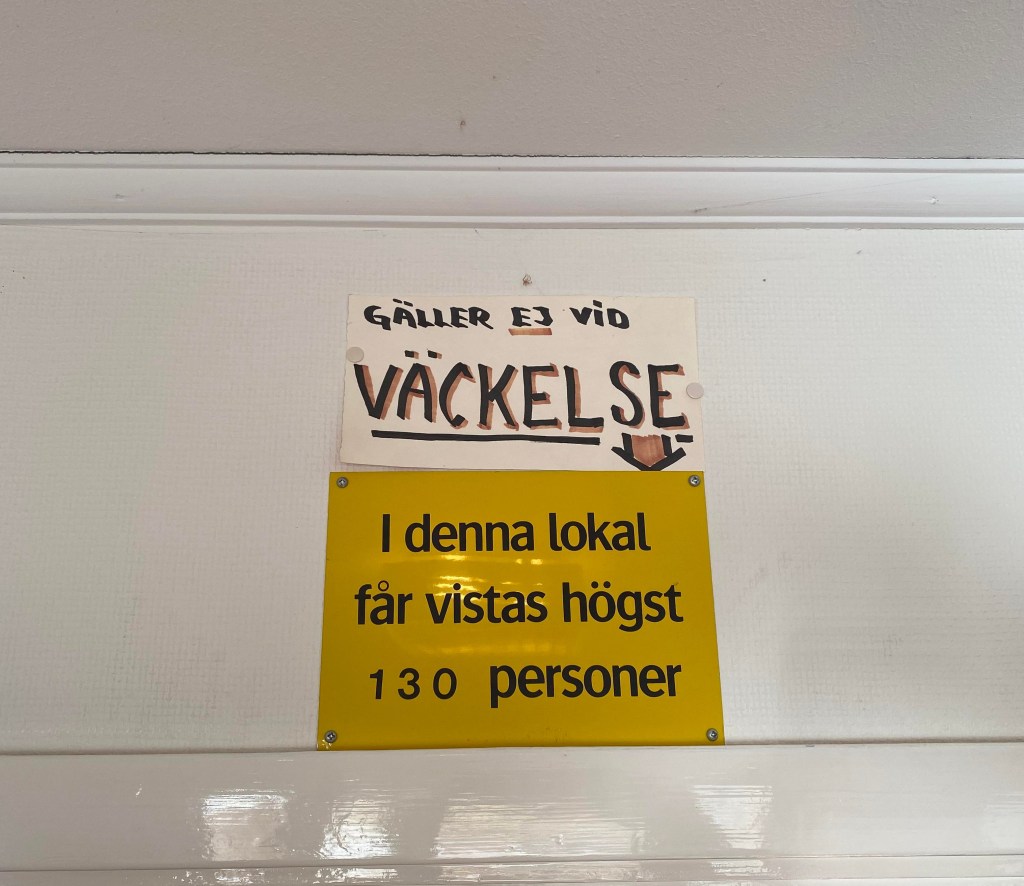 GÄLLER EJ VID
VÄCKELSE
I denna lokal
får vistas högst
130 personer